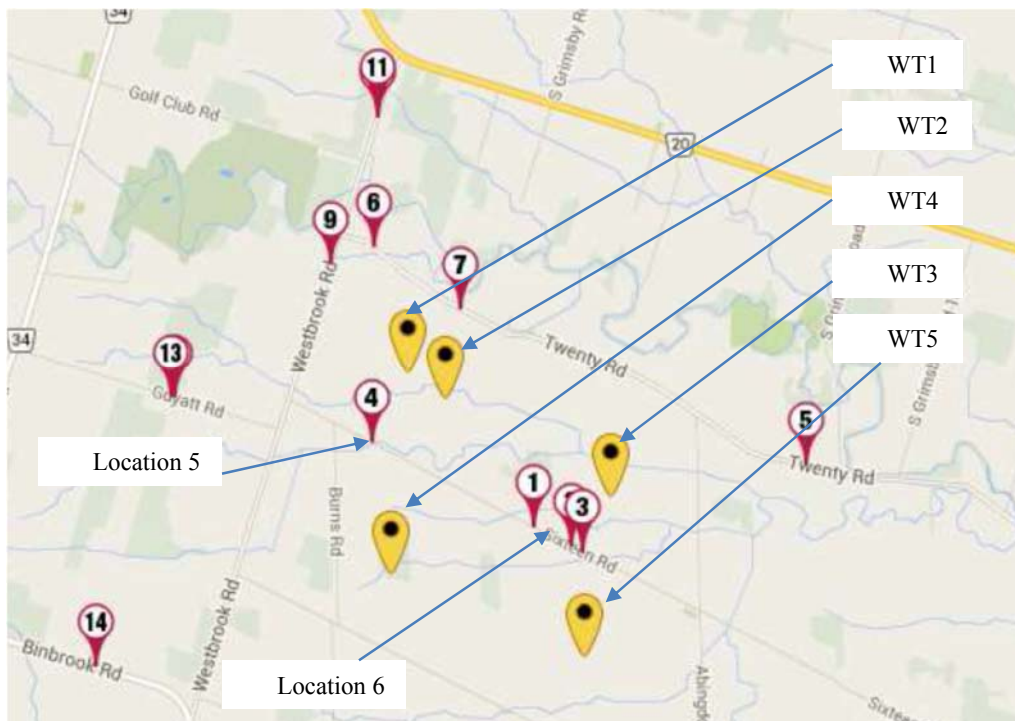 34
11
S Grimsby Rd
WT1
Golf Club Rd
20
WT2
6
9
WT4
7
Westbrook Rd
WT3
34
13
Twenty Rd
WT5
Guyatt Rd
4
5
Location 5
Twenty Rd
1
3
Burns Rd
Sixteen Rd
14
Binbrook Rd
Westbrook Rd
Location 6
Sixteen